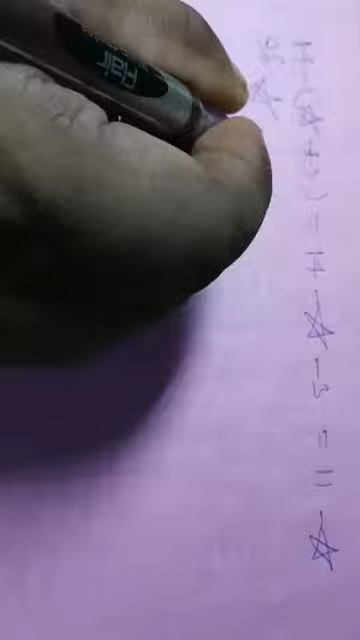 14-(☆+3) = 14-☆-3 = 11-☆
Flair